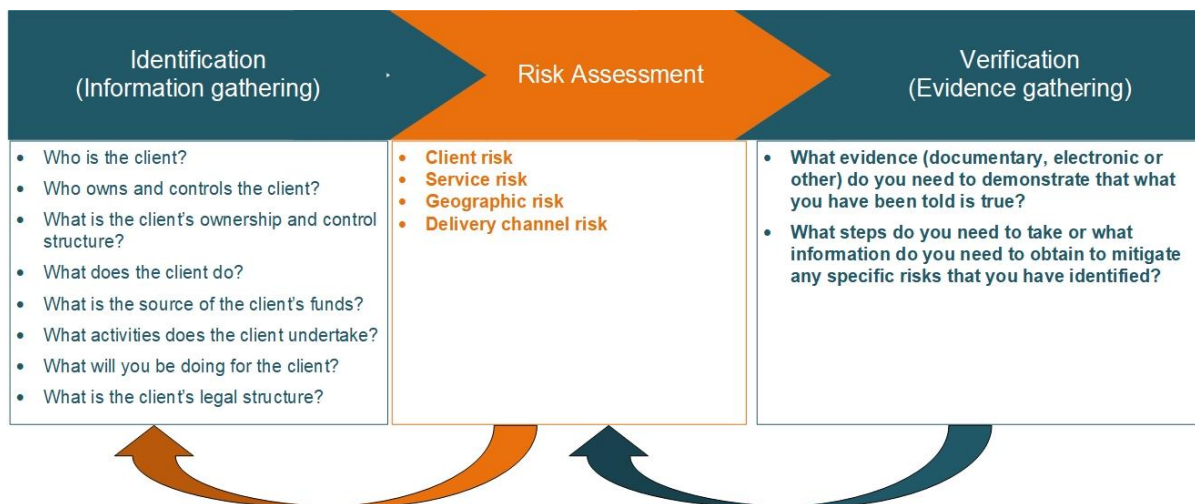 Identification
(Information gathering)
Risk Assessment
Verification
(Evidence gathering)
• Who is the client?
• Who owns and controls the client?
• What is the client's ownership and control
structure?
• What does the client do?
• What is the source of the client's funds?
• What activities does the client undertake?
• What will you be doing for the client?
• What is the client's legal structure?
• Client risk
• Service risk
• Geographic risk
• Delivery channel risk
• What evidence (documentary, electronic or
other) do you need to demonstrate that what
you have been told is true?
• What steps do you need to take or what
information do you need to obtain to mitigate
any specific risks that you have identified?